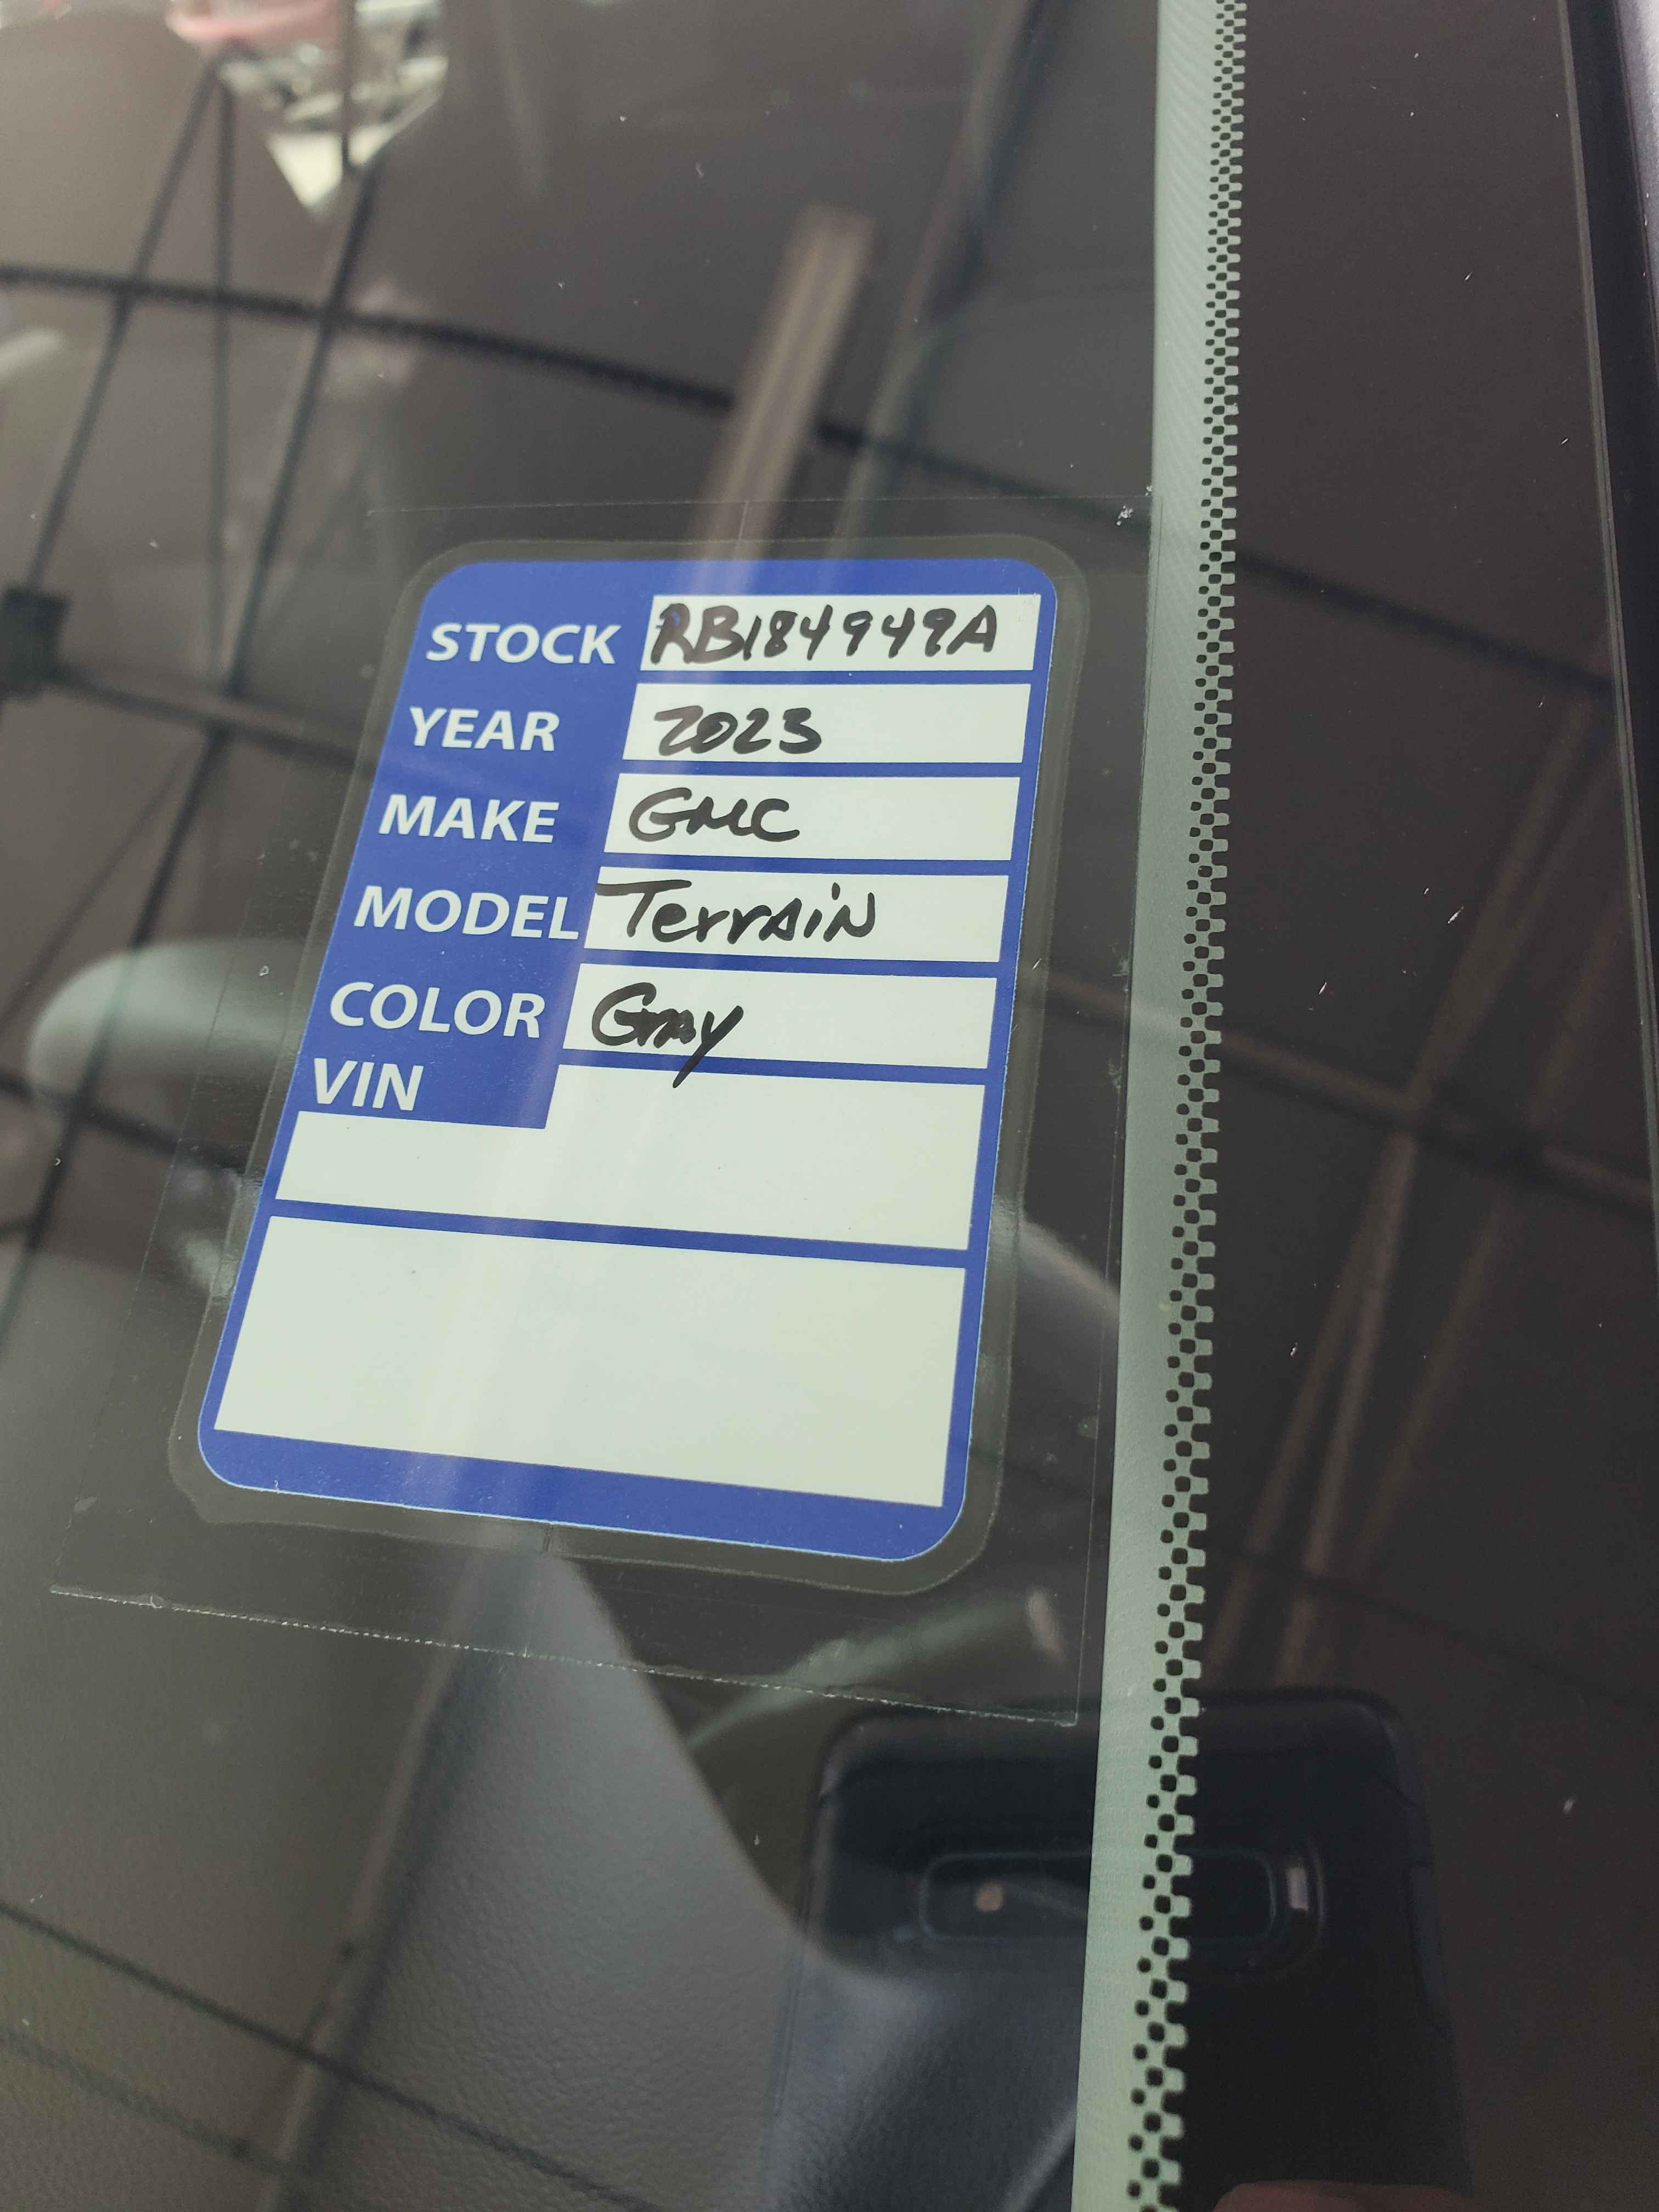 STOCK RB184949A
YEAR 2023
MAKE GMC
MODEL Terrain
COLOR Gray
VIN